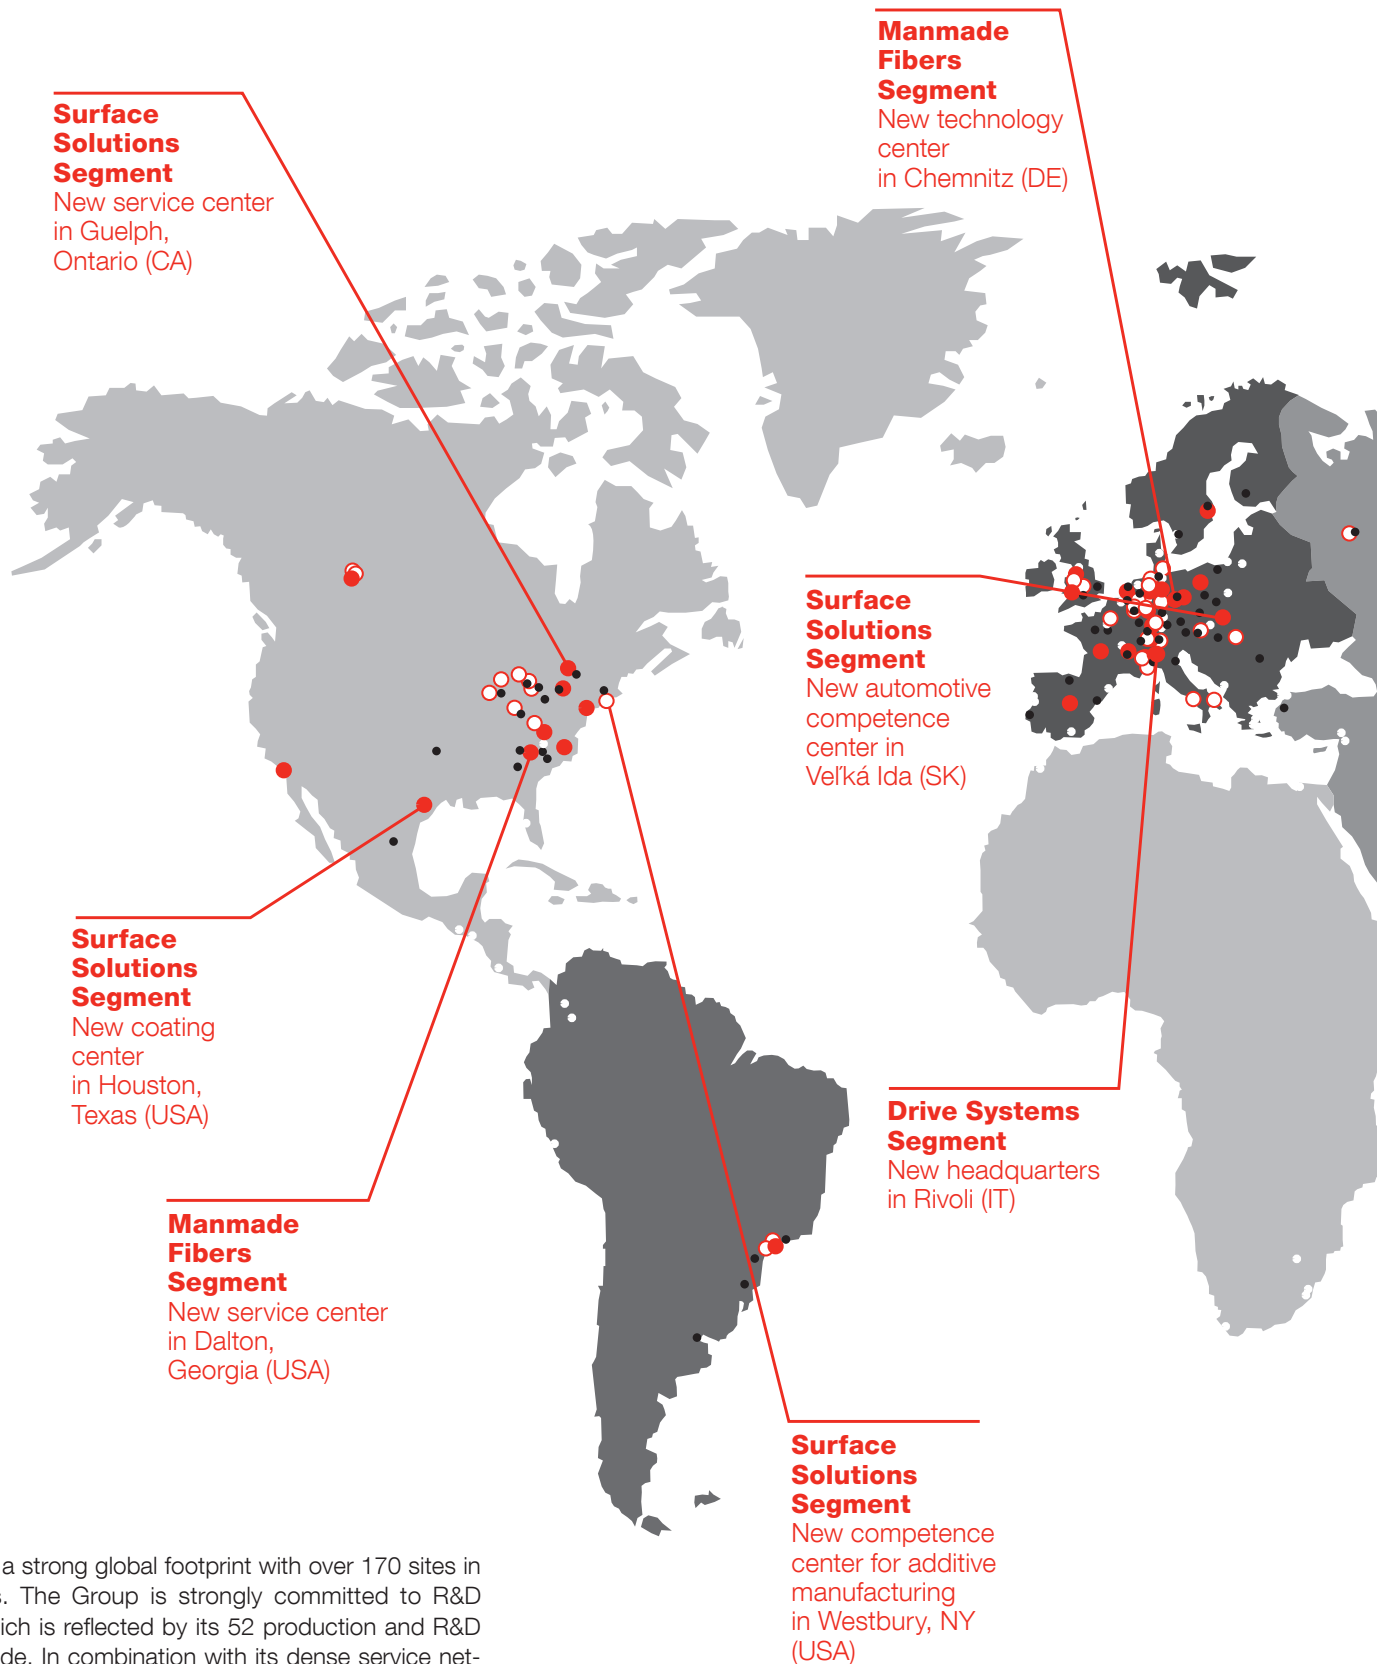 Manmade
Fibers
Segment
New technology
center
in Chemnitz (DE)
Surface
Solutions
Segment
New service center
in Guelph,
Ontario (CA)
Surface
Solutions
Segment
New automotive
competence
center in
Veľká Ida (SK)
Surface
Solutions
Segment
New coating
center
in Houston,
Texas (USA)
Drive Systems
Segment
New headquarters
in Rivoli (IT)
Manmade
Fibers
Segment
New service center
in Dalton,
Georgia (USA)
Surface
Solutions
Segment
New competence
center for additive
manufacturing
in Westbury, NY
(USA)
a strong global footprint with over 170 sites in
s. The Group is strongly committed to R&D
ich is reflected by its 52 production and R&D
de. In combination with its dense service net-